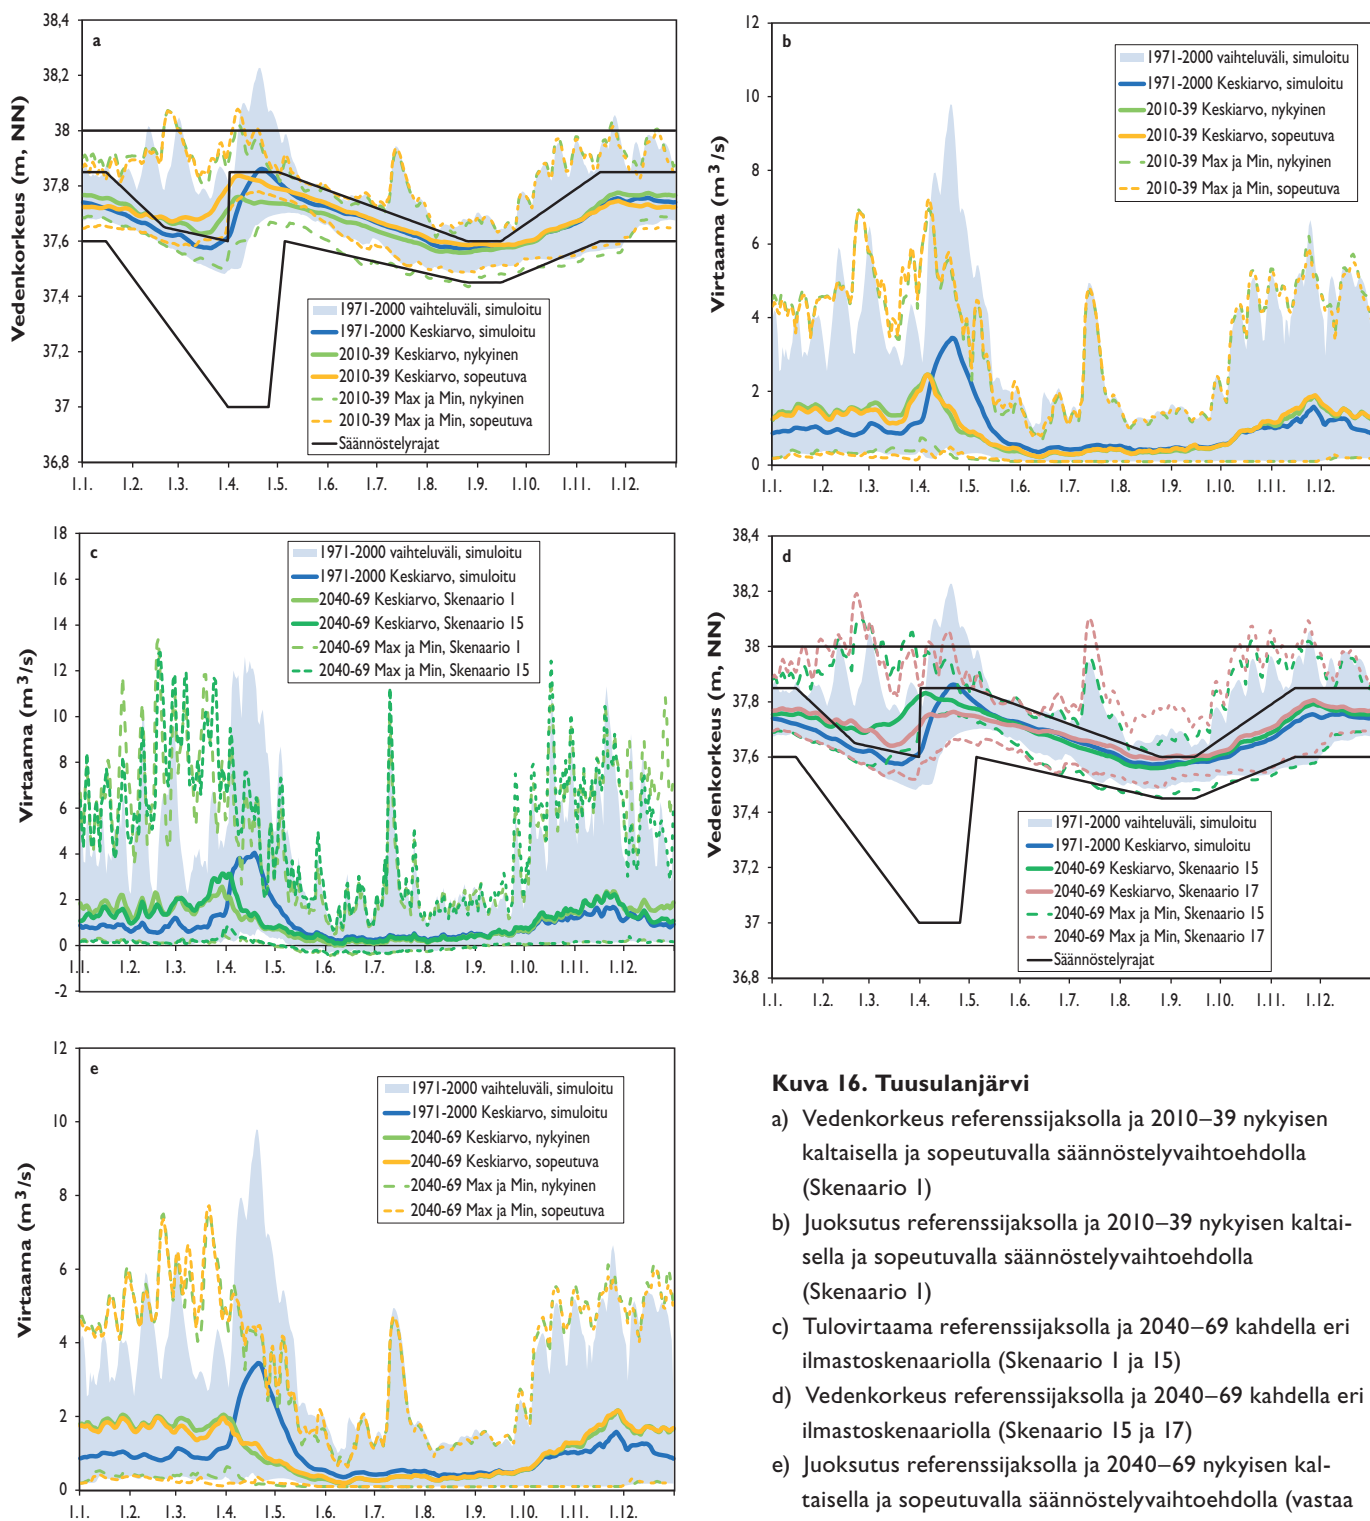 a
Vedenkorkeus (m, NN)
38,4
38,2
38
37,8
37,6
37,4
37,2
37
36,8
1971-2000 vaihteluväli, simuloitu
1971-2000 Keskiarvo, simuloitu
2010-39 Keskiarvo, nykyinen
2010-39 Keskiarvo, sopeutuva
2010-39 Max ja Min, nykyinen
2010-39 Max ja Min, sopeutuva
Säännöstelyrajat
1.1. 1.2. 1.3. 1.4. 1.5. 1.6. 1.7. 1.8. 1.9. 1.10. 1.11. 1.12.
b
Virtaama (m³/s)
12
10
8
6
4
2
0
1971-2000 vaihteluväli, simuloitu
1971-2000 Keskiarvo, simuloitu
2010-39 Keskiarvo, nykyinen
2010-39 Keskiarvo, sopeutuva
2010-39 Max ja Min, nykyinen
2010-39 Max ja Min, sopeutuva
1.1. 1.2. 1.3. 1.4. 1.5. 1.6. 1.7. 1.8. 1.9. 1.10. 1.11. 1.12.
c
Virtaama (m³/s)
18
16
14
12
10
8
6
4
2
0
-2
1971-2000 vaihteluväli, simuloitu
1971-2000 Keskiarvo, simuloitu
2040-69 Keskiarvo, Skenaario 1
2040-69 Keskiarvo, Skenaario 15
2040-69 Max ja Min, Skenaario 1
2040-69 Max ja Min, Skenaario 15
1.1. 1.2. 1.3. 1.4. 1.5. 1.6. 1.7. 1.8. 1.9. 1.10. 1.11. 1.12.
d
Vedenkorkeus (m, NN)
38,4
38,2
38
37,8
37,6
37,4
37,2
37
36,8
1971-2000 vaihteluväli, simuloitu
1971-2000 Keskiarvo, simuloitu
2040-69 Keskiarvo, Skenaario 15
2040-69 Keskiarvo, Skenaario 17
2040-69 Max ja Min, Skenaario 15
2040-69 Max ja Min, Skenaario 17
Säännöstelyrajat
1.1. 1.2. 1.3. 1.4. 1.5. 1.6. 1.7. 1.8. 1.9. 1.10. 1.11. 1.12.
e
Virtaama (m³/s)
12
10
8
6
4
2
0
1971-2000 vaihteluväli, simuloitu
1971-2000 Keskiarvo, simuloitu
2040-69 Keskiarvo, nykyinen
2040-69 Keskiarvo, sopeutuva
2040-69 Max ja Min, nykyinen
2040-69 Max ja Min, sopeutuva
1.1. 1.2. 1.3. 1.4. 1.5. 1.6. 1.7. 1.8. 1.9. 1.10. 1.11. 1.12.
Kuva 16. Tuusulanjärvi
a) Vedenkorkeus referenssijaksolla ja 2010–39 nykyisen
kaltaisella ja sopeutuvalla säännöstelyvaihtoehdolla
(Skenaario 1)
b) Juoksutus referenssijaksolla ja 2010–39 nykyisen kaltai-
sella ja sopeutuvalla säännöstelyvaihtoehdolla
(Skenaario 1)
c) Tulovirtaama referenssijaksolla ja 2040–69 kahdella eri
ilmastoskenaariolla (Skenaario 1 ja 15)
d) Vedenkorkeus referenssijaksolla ja 2040–69 kahdella eri
ilmastoskenaariolla (Skenaario 15 ja 17)
e) Juoksutus referenssijaksolla ja 2040–69 nykyisen kal-
taisella ja sopeutuvalla säännöstelyvaihtoehdolla (vastaa